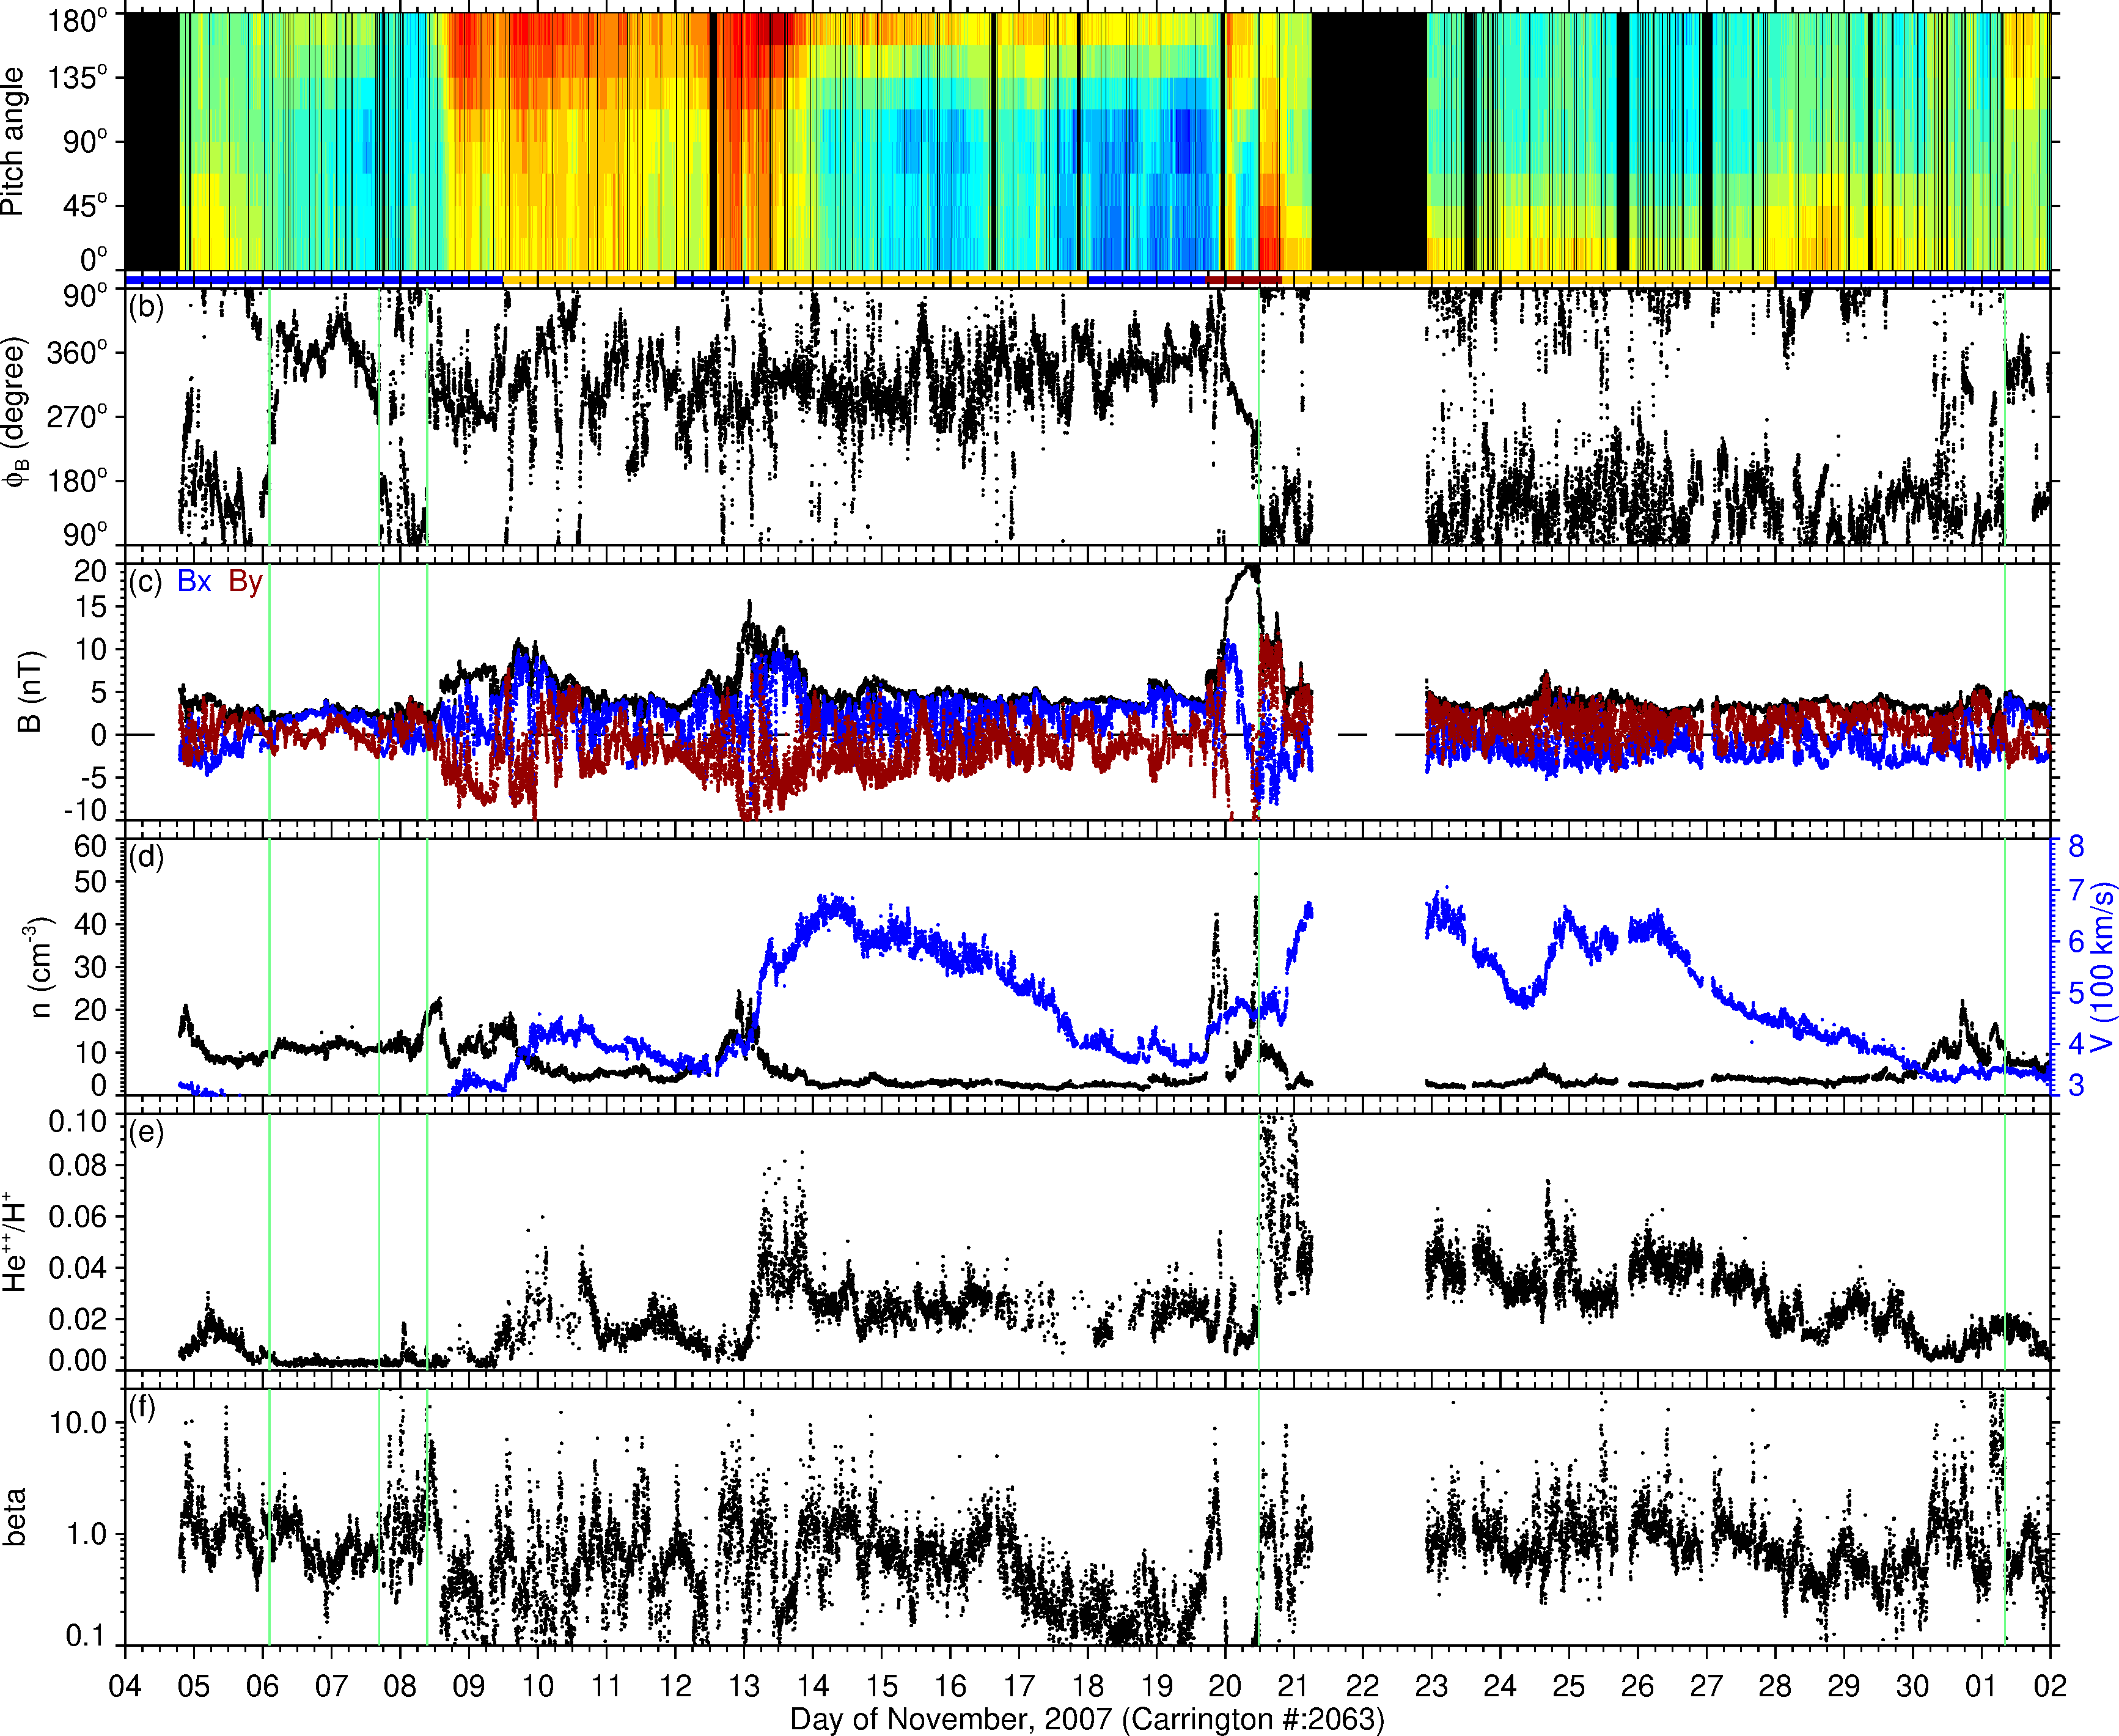 180°
135°
90°
45°
0°
Pitch angle
(b)
90°
360°
270°
180°
90°
ϕB (degree)
(c) Bx By
20
15
10
5
0
-5
-10
B (nT)
(d)
60
50
40
30
20
10
0
n (cm⁻³)
8
7
6
5
4
3
V (100 km/s)
(e)
0.10
0.08
0.06
0.04
0.02
0.00
He⁺⁺/H⁺
(f)
10.0
1.0
0.1
beta
04 05 06 07 08 09 10 11 12 13 14 15 16 17 18 19 20 21 22 23 24 25 26 27 28 29 30 01 02
Day of November, 2007 (Carrington #:2063)